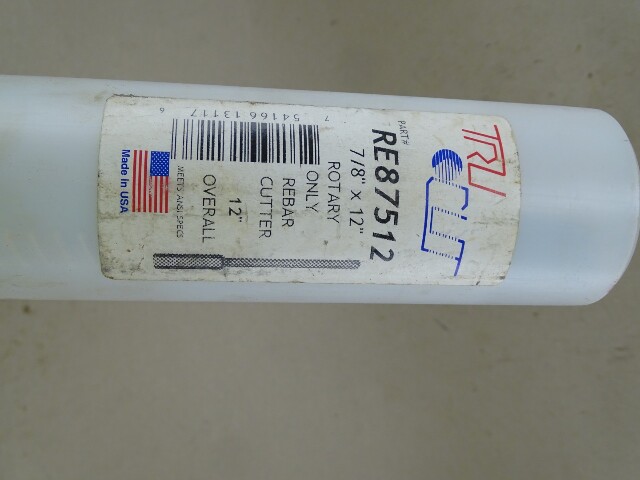 TRU
CUT
PART#
RE87512
7/8" X 12"
ROTARY
ONLY
REBAR
CUTTER
12"
OVERALL
7 54166 13117 6
MEETS ANSI SPECS
Made In USA